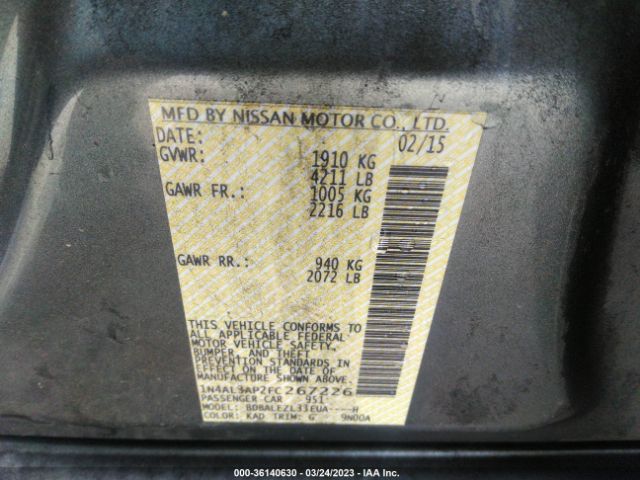 MFD BY NISSAN MOTOR CO., LTD.
DATE: 02/15
GVWR: 1910 KG
4211 LB
GAWR FR.: 1005 KG
2216 LB
GAWR RR.: 940 KG
2072 LB
THIS VEHICLE CONFORMS TO
ALL APPLICABLE FEDERAL
MOTOR VEHICLE SAFETY,
BUMPER, AND THEFT
PREVENTION STANDARDS IN
EFFECT ON THE DATE OF
MANUFACTURE SHOWN ABOVE.
1N4AL3AP2FC267226
PASSENGER CAR 951
MODEL: BDBALEZL33EUA----H
COLOR: KAD TRIM: G 9N00A
000-36140630 - 03/24/2023 - IAA Inc.